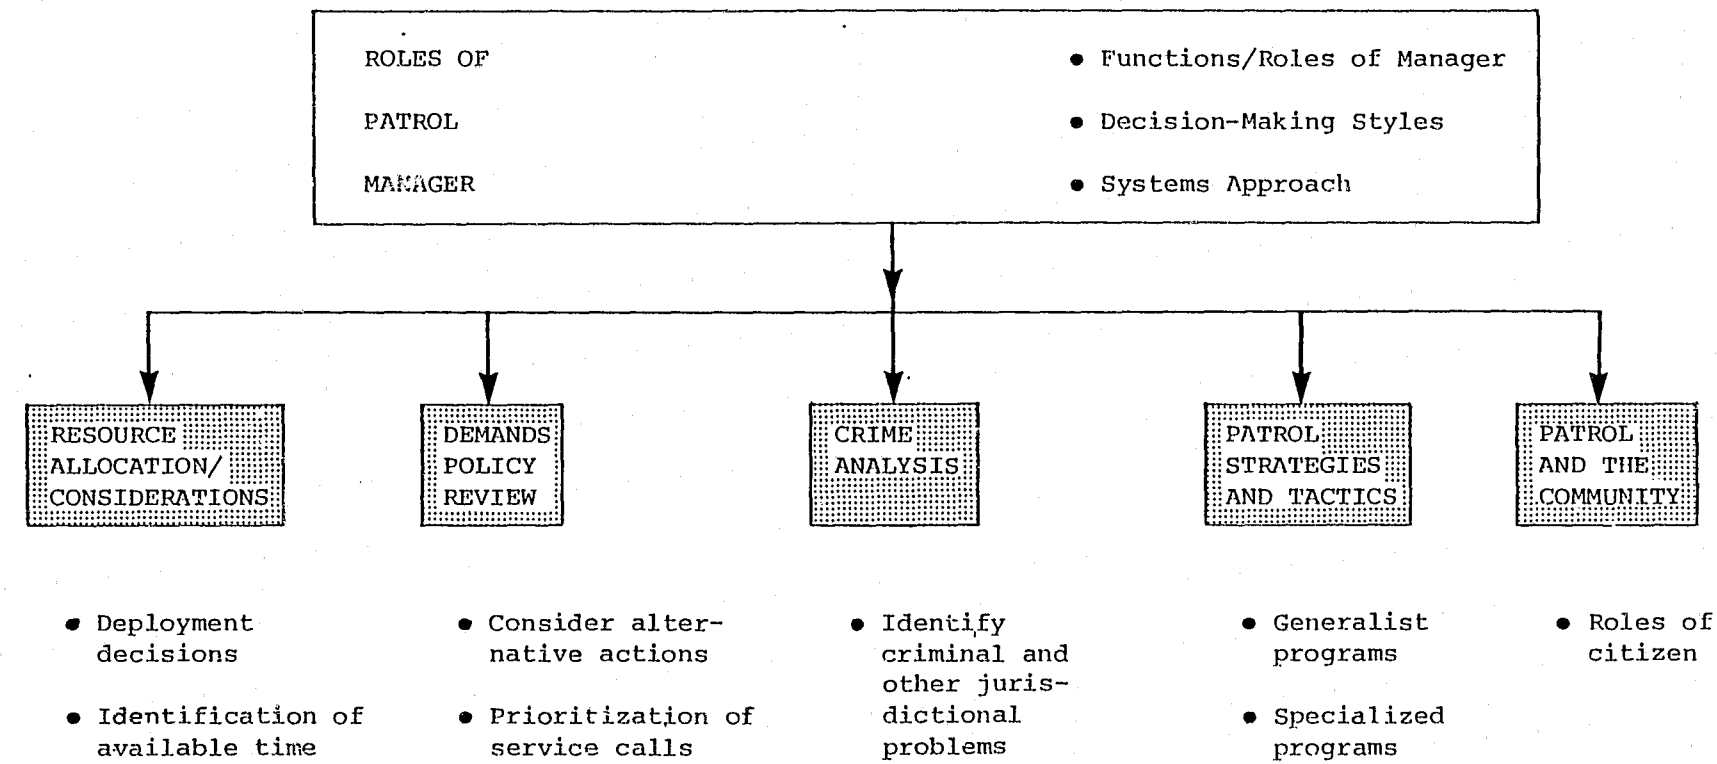 ROLES OF
PATROL
MANAGER
● Functions/Roles of Manager
● Decision-Making Styles
● Systems Approach
RESOURCE
ALLOCATION/
CONSIDERATIONS
DEMANDS
POLICY
REVIEW
CRIME
ANALYSIS
PATROL
STRATEGIES
AND TACTICS
PATROL
AND THE
COMMUNITY
● Deployment
decisions
● Identification of
available time
● Consider alter-
native actions
● Prioritization of
service calls
● Identify
criminal and
other juris-
dictional
problems
● Generalist
programs
● Specialized
programs
● Roles of
citizen